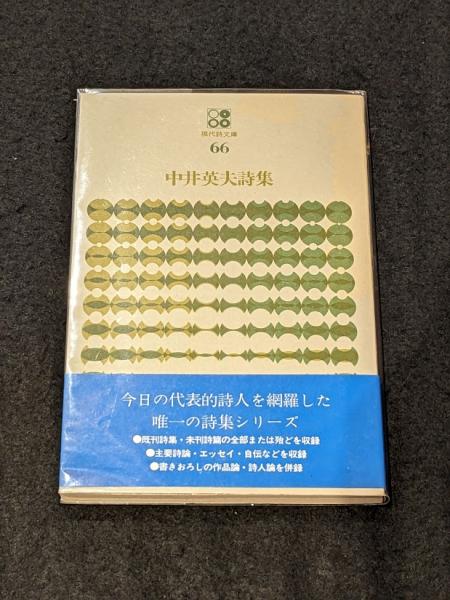 現代詩文庫
66
中井英夫詩集
今日の代表的詩人を網羅した
唯一の詩集シリーズ
●既刊詩集・未刊詩篇の全部または殆どを収録
●主要詩論・エッセイ・自伝などを収録
●書きおろしの作品論・詩人論を併録